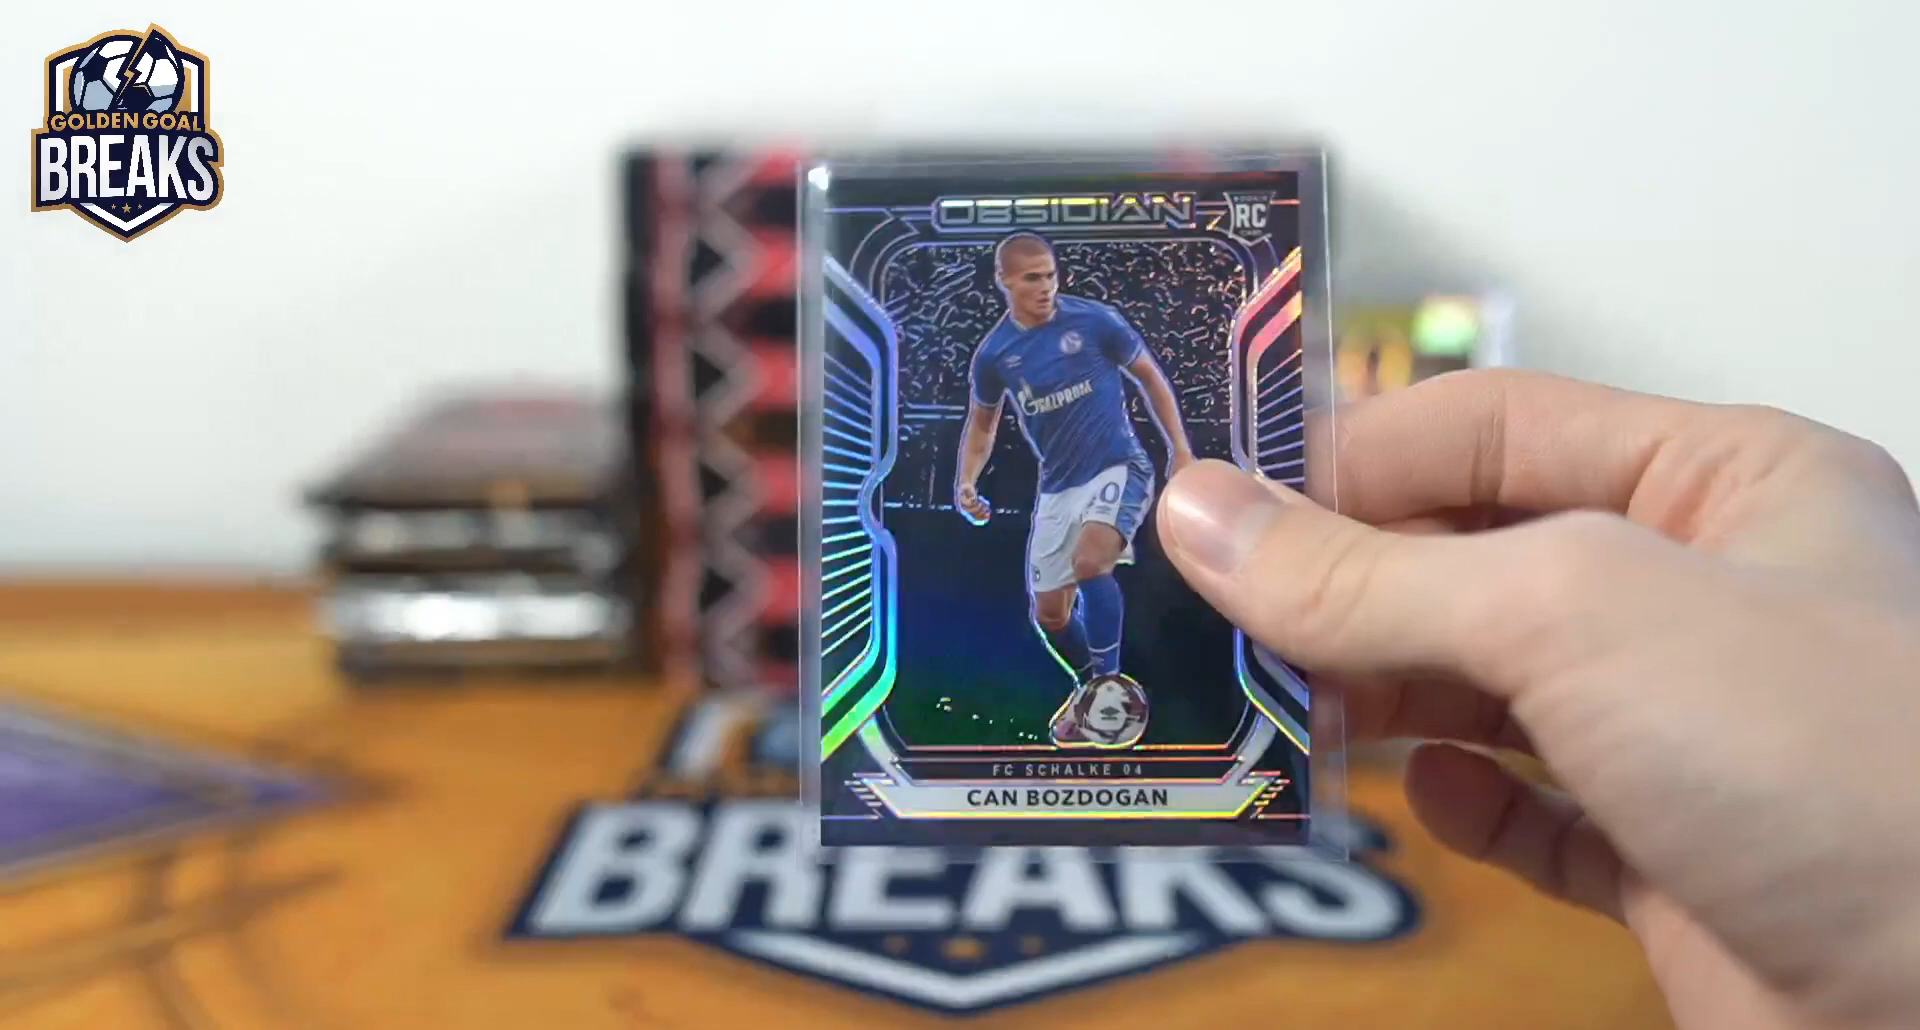 GOLDEN GOAL
BREAKS
OBSIDIAN
RC
GAZPROM
FC SCHALKE 04
CAN BOZDOGAN
BREAKS